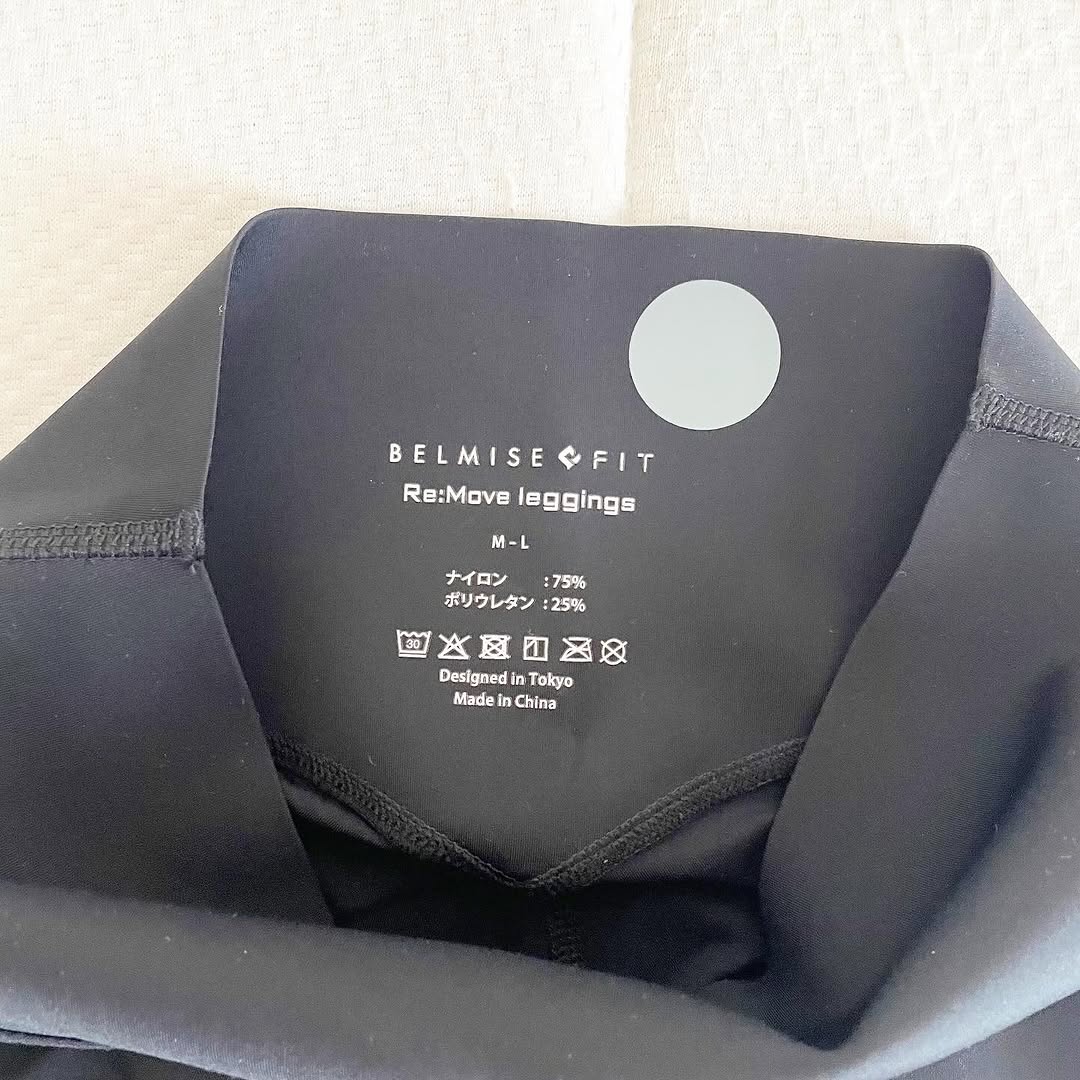 BELMISE FIT
Re:Move leggings
M-L
ナイロン :75%
ポリウレタン :25%
30
Designed in Tokyo
Made in China